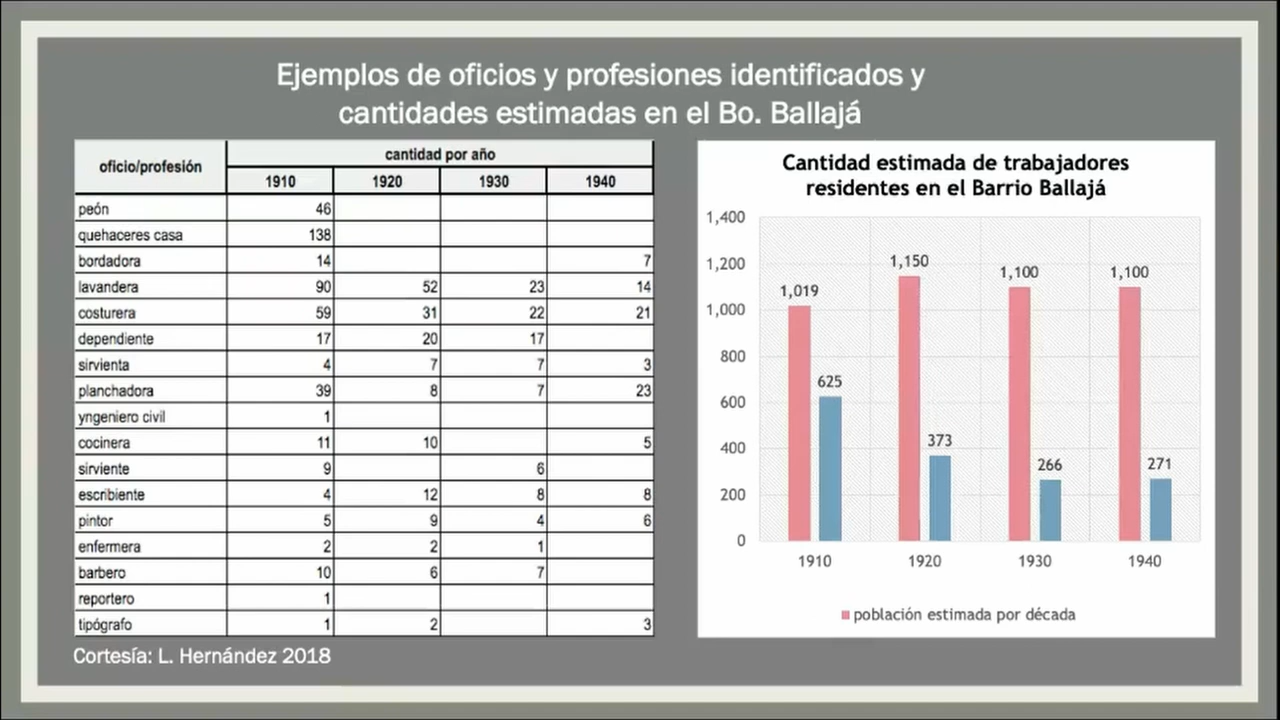 Ejemplos de oficios y profesiones identificados y
cantidades estimadas en el Bo. Ballajá
oficio/profesión cantidad por año
1910 1920 1930 1940
peón 46
quehaceres casa 138
bordadora 14 7
lavandera 90 52 23 14
costurera 59 31 22 21
dependiente 17 20 17
sirvienta 4 7 7 3
planchadora 39 8 7 23
yngeniero civil 1
cocinera 11 10 5
sirviente 9 6
escribiente 4 12 8 8
pintor 5 9 4 6
enfermera 2 2 1
barbero 10 6 7
reportero 1
tipógrafo 1 2 3
Cortesía: L. Hernández 2018
Cantidad estimada de trabajadores
residentes en el Barrio Ballajá
1,400
1,200
1,000
800
600
400
200
0
1,019
625
1,150
373
1,100
266
1,100
271
1910 1920 1930 1940
población estimada por década